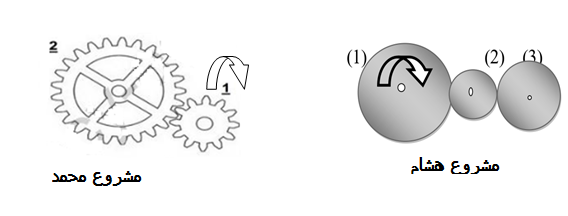 2
1
مشروع محمد
(1) (2) (3)
مشروع هشام